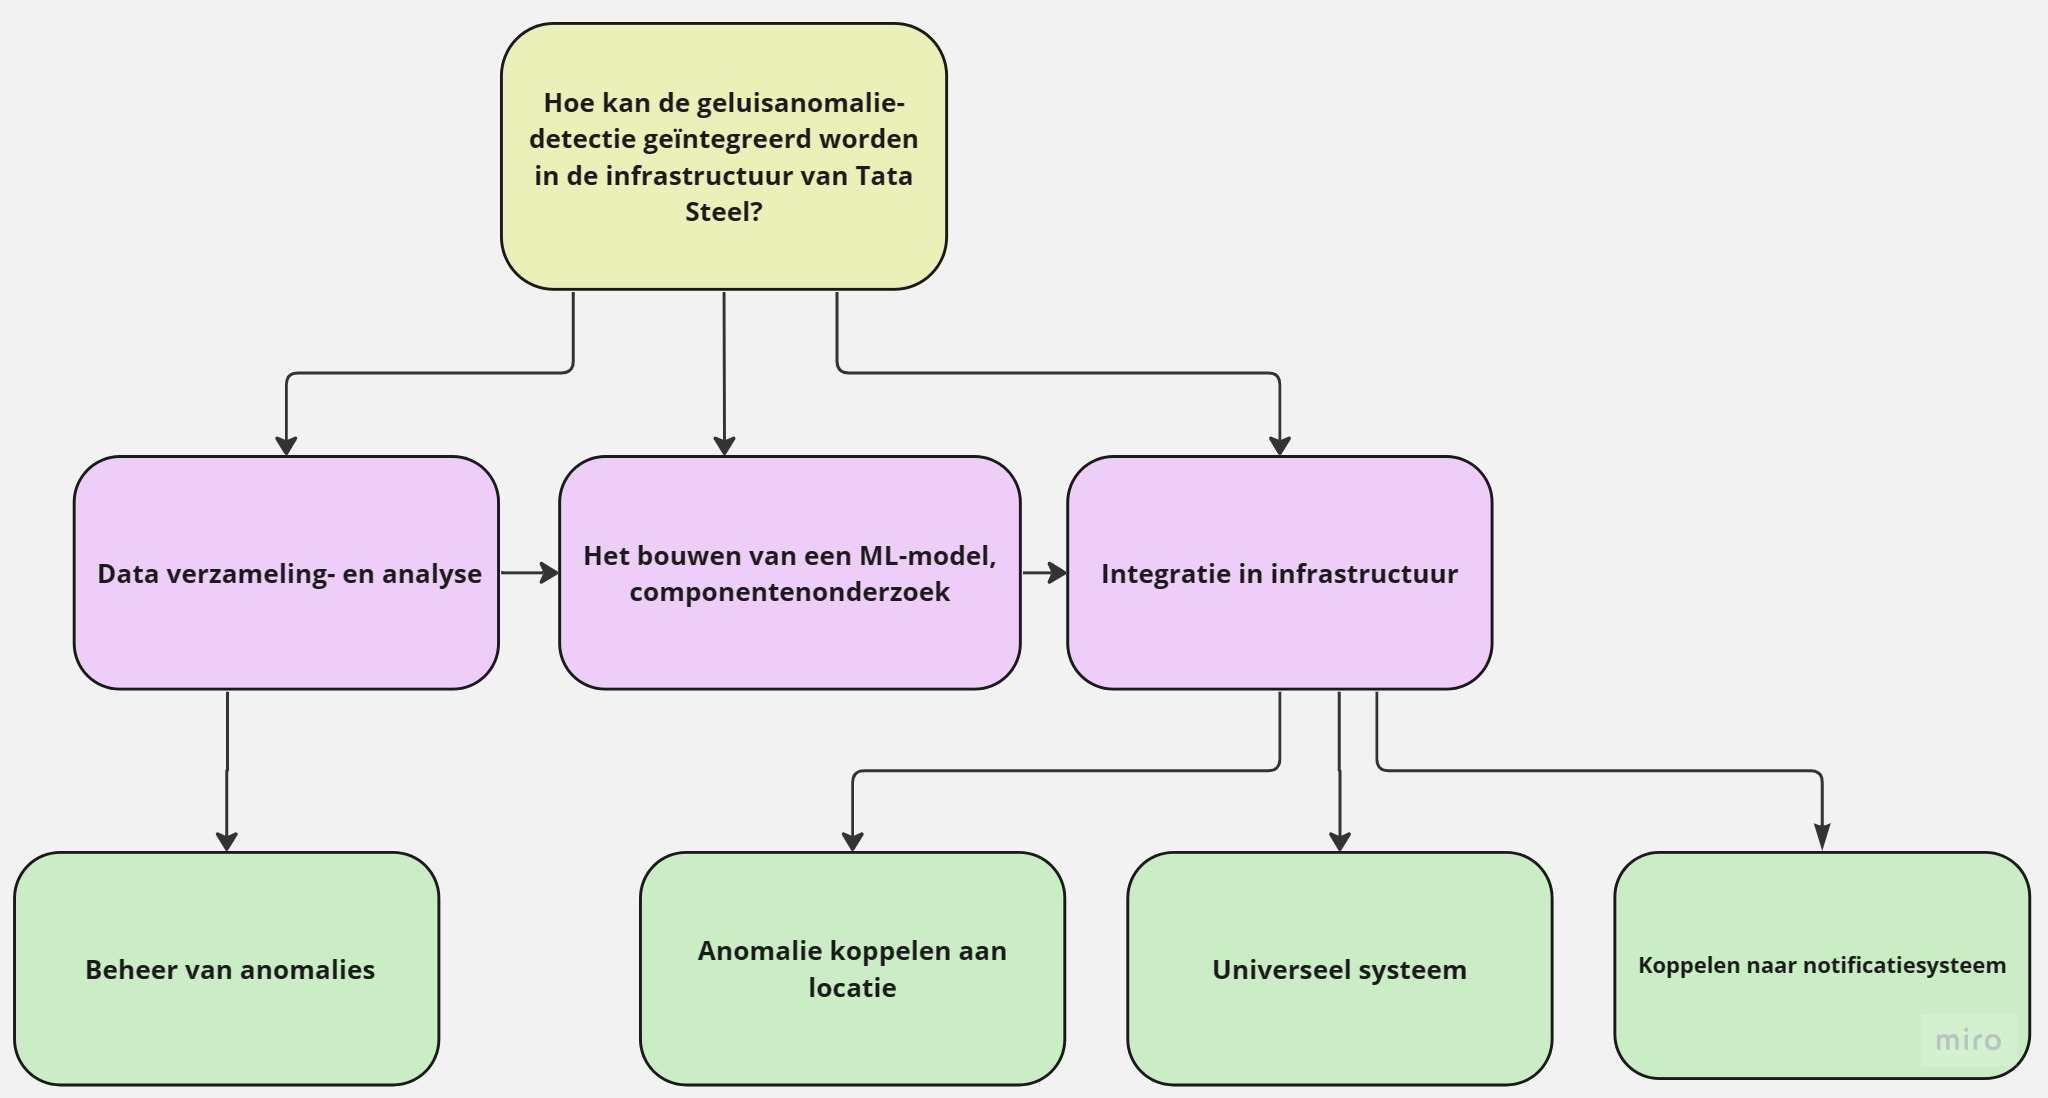 Hoe kan de geluisanomalie-
detectie geïntegreerd worden
in de infrastructuur van Tata
Steel?
Data verzameling- en analyse
Het bouwen van een ML-model,
componentenonderzoek
Integratie in infrastructuur
Beheer van anomalies
Anomalie koppelen aan
locatie
Universeel systeem
Koppelen naar notificatiesysteem
miro